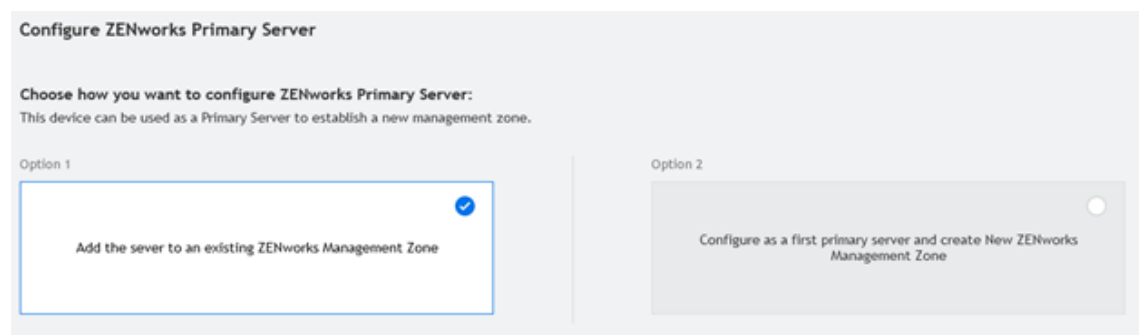 Configure ZENworks Primary Server
Choose how you want to configure ZENworks Primary Server:
This device can be used as a Primary Server to establish a new management zone.
Option 1
Add the sever to an existing ZENworks Management Zone
Option 2
Configure as a first primary server and create New ZENworks
Management Zone